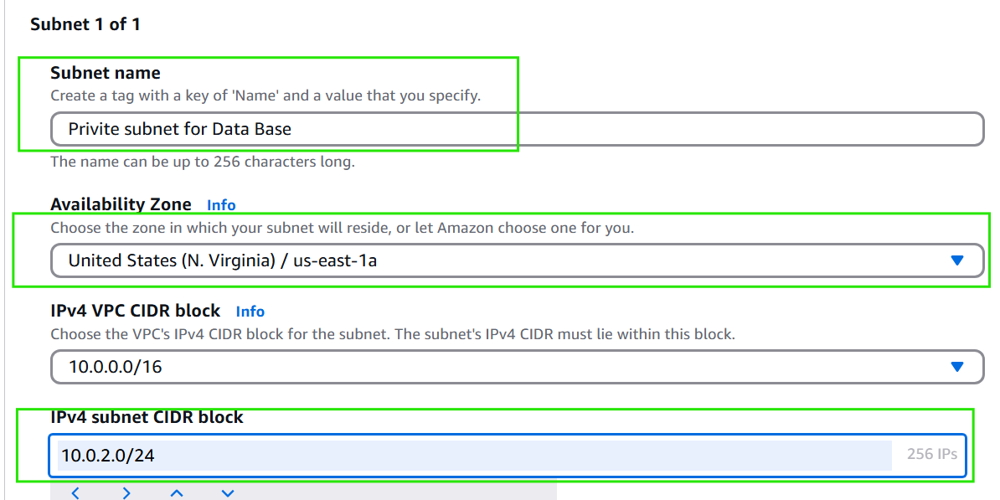 Subnet 1 of 1
Subnet name
Create a tag with a key of 'Name' and a value that you specify.
Privite subnet for Data Base
The name can be up to 256 characters long.
Availability Zone Info
Choose the zone in which your subnet will reside, or let Amazon choose one for you.
United States (N. Virginia) / us-east-1a
IPv4 VPC CIDR block Info
Choose the VPC's IPv4 CIDR block for the subnet. The subnet's IPv4 CIDR must lie within this block.
10.0.0.0/16
IPv4 subnet CIDR block
10.0.2.0/24 256 IPs